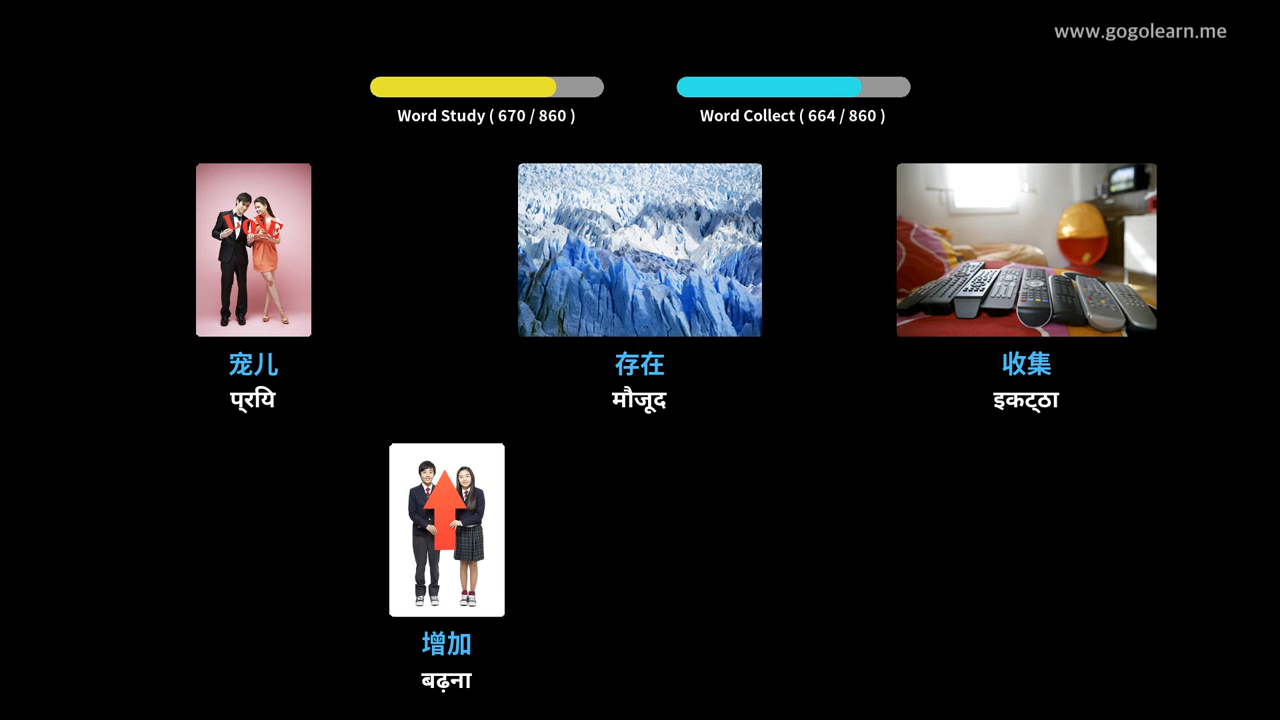 www.gogolearn.me
Word Study ( 670 / 860 )
Word Collect ( 664 / 860 )
LOVE
宠儿
प्रयि
存在
मौजूद
收集
इकट्ठा
增加
बढ़ना